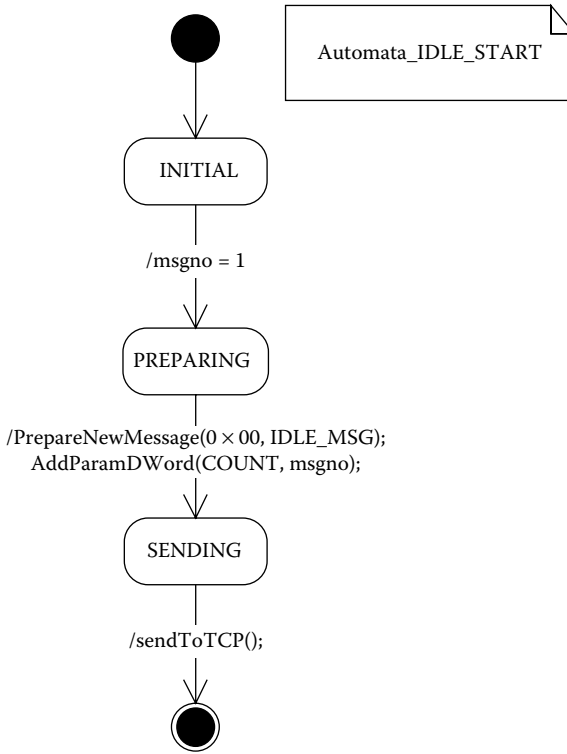 Automata_IDLE_START
INITIAL
/msgno = 1
PREPARING
/PrepareNewMessage(0 × 00, IDLE_MSG);
AddParamDWord(COUNT, msgno);
SENDING
/sendToTCP();